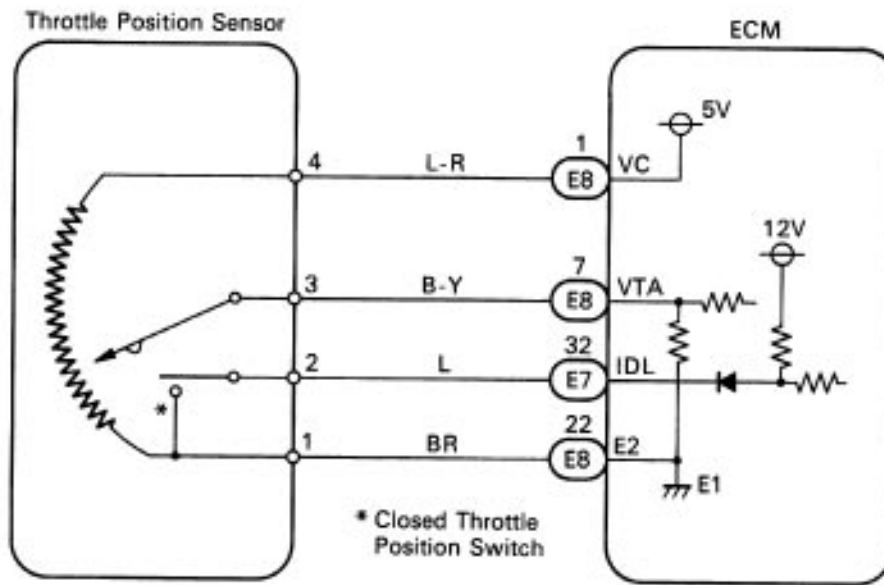 Throttle Position Sensor
ECM
5V
4
L-R
1
E8
VC
12V
3
B-Y
7
E8
VTA
2
L
32
E7
IDL
*
1
BR
22
E8
E2
E1
* Closed Throttle
Position Switch